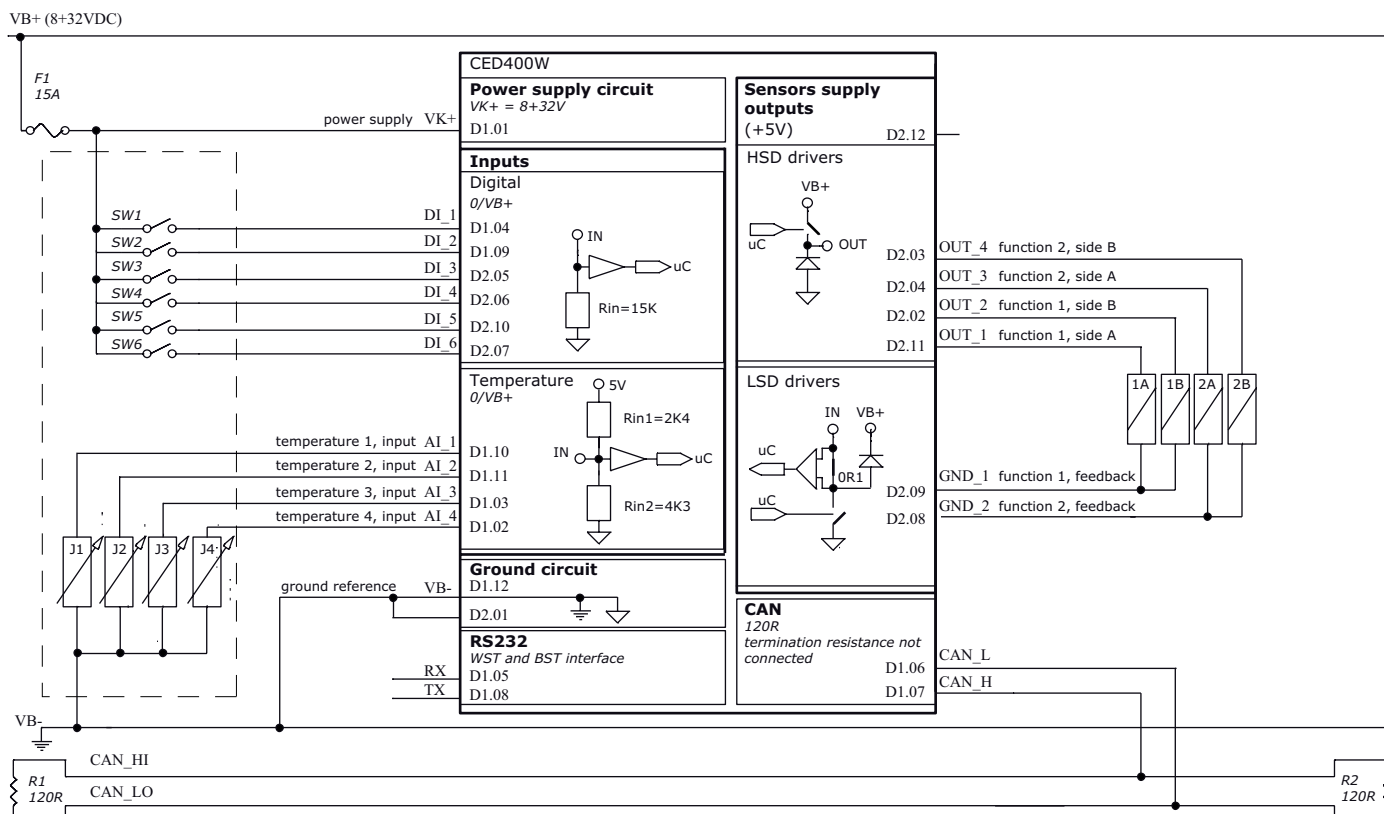 VB+ (8÷32VDC)
F1
15A
power supply VK+
SW1
SW2
SW3
SW4
SW5
SW6
DI_1
DI_2
DI_3
DI_4
DI_5
DI_6
temperature 1, input AI_1
temperature 2, input AI_2
temperature 3, input AI_3
temperature 4, input AI_4
J1
J2
J3
J4
ground reference VB-
RX
TX
CED400W
Power supply circuit
VK+ = 8÷32V
D1.01
Inputs
Digital
0/VB+
D1.04
D1.09
D2.05
D2.06
D2.10
D2.07
IN
uC
Rin=15K
Temperature
0/VB+
5V
Rin1=2K4
IN
uC
Rin2=4K3
D1.10
D1.11
D1.03
D1.02
Ground circuit
D1.12
D2.01
RS232
WST and BST interface
D1.05
D1.08
Sensors supply
outputs
(+5V)
D2.12
HSD drivers
VB+
uC
OUT
D2.03
D2.04
D2.02
D2.11
LSD drivers
IN VB+
uC
0R1
uC
D2.09
D2.08
CAN
120R
termination resistance not
connected
D1.06
D1.07
OUT_4 function 2, side B
OUT_3 function 2, side A
OUT_2 function 1, side B
OUT_1 function 1, side A
1A
1B
2A
2B
GND_1 function 1, feedback
GND_2 function 2, feedback
CAN_L
CAN_H
VB-
CAN_HI
R1
120R
CAN_LO
R2
120R